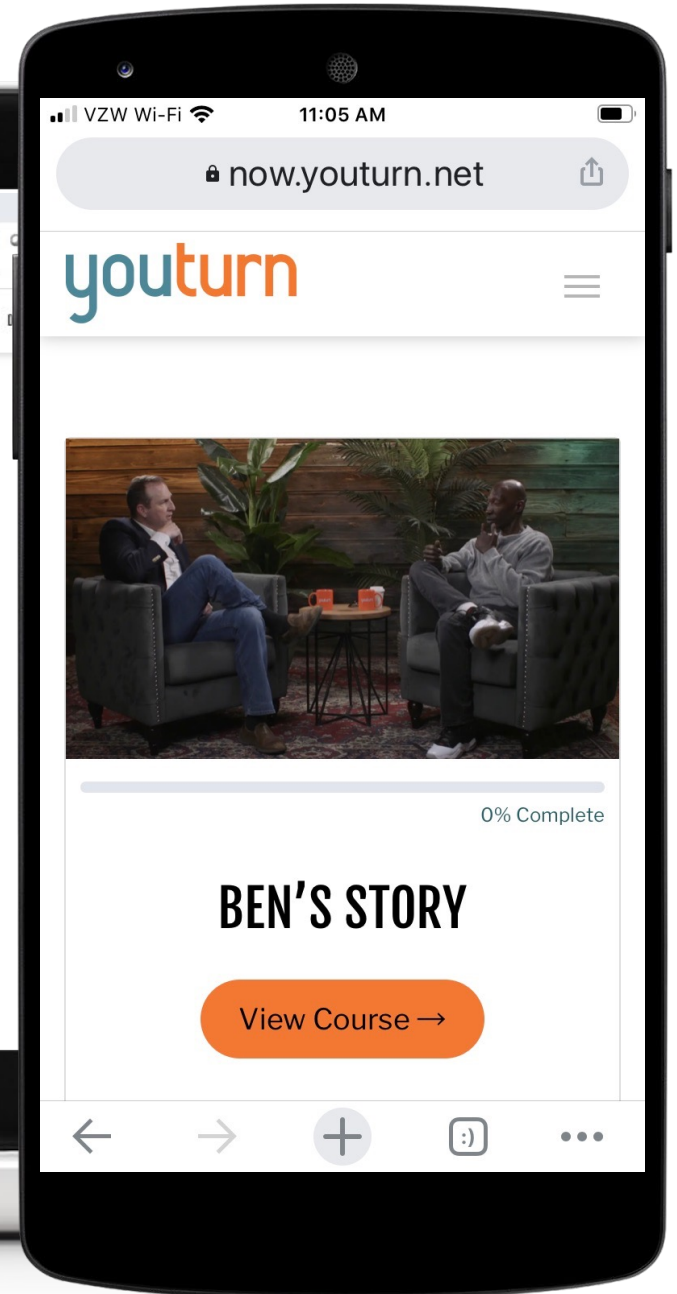 VZW Wi-Fi 11:05 AM
now.youturn.net
youturn
0% Complete
BEN'S STORY
View Course →
:)